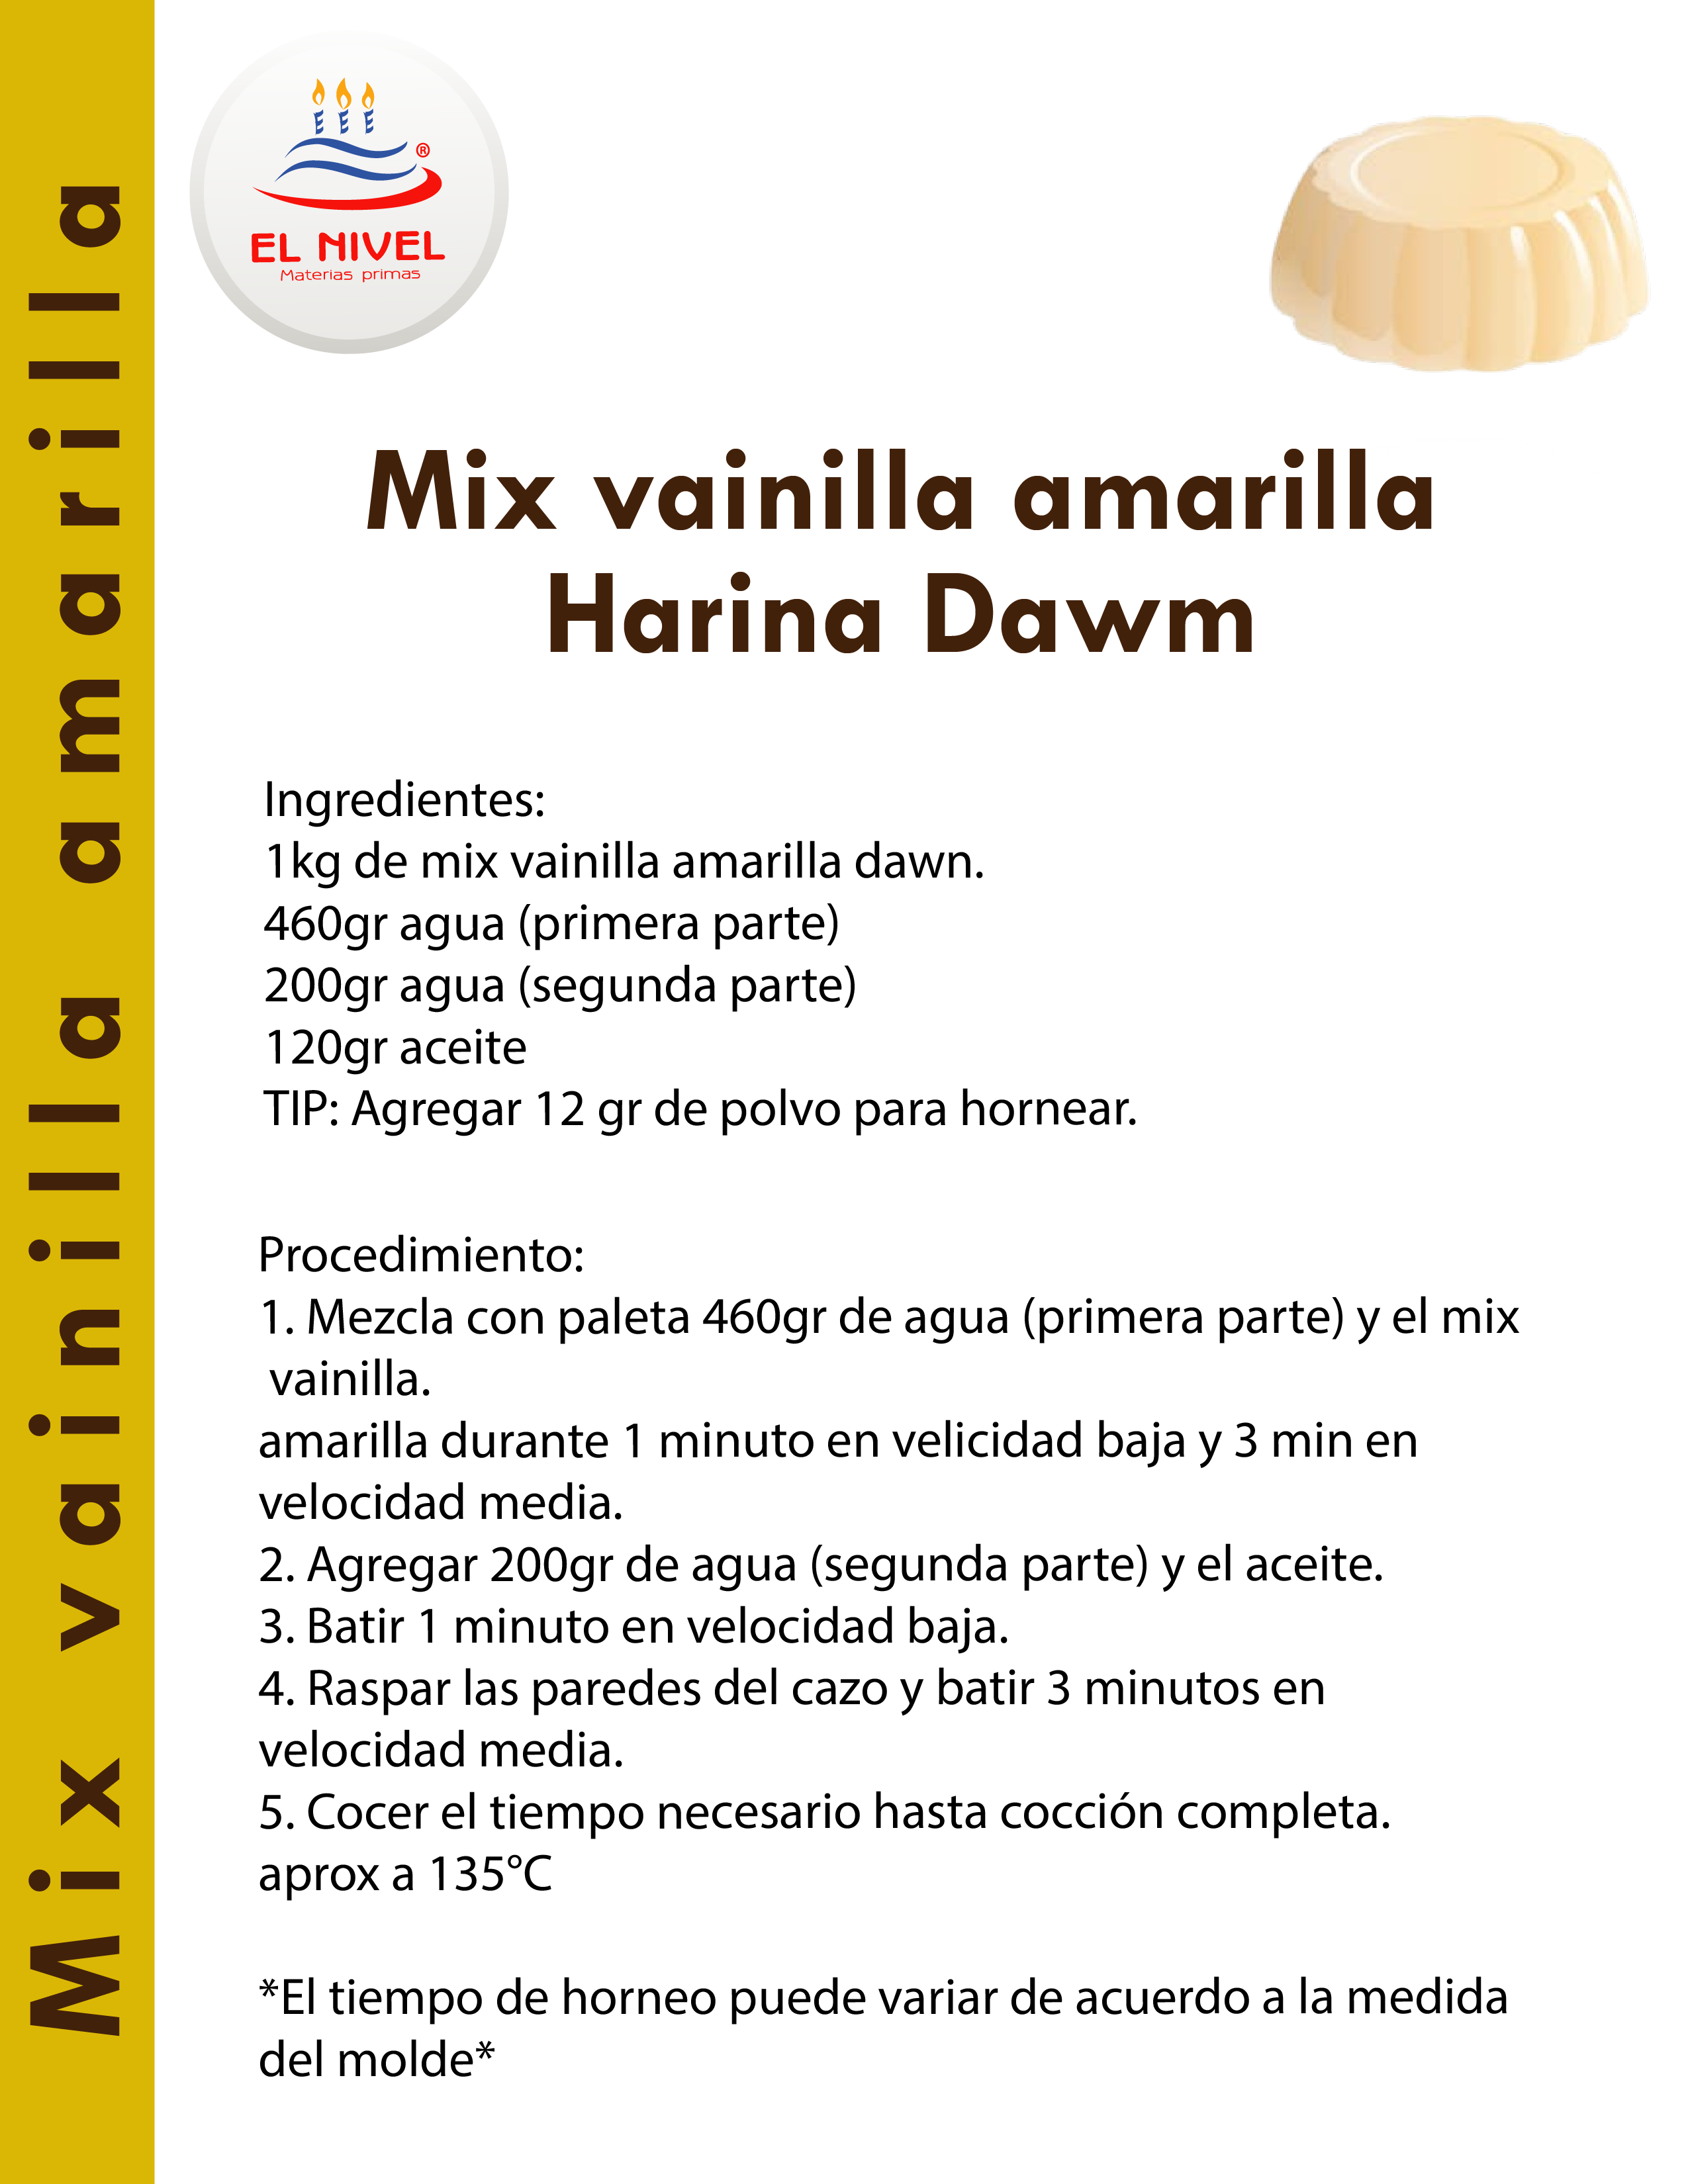 Mix vainilla amarilla
®
EL NIVEL
Materias primas
Mix vainilla amarilla
Harina Dawm
Ingredientes:
1kg de mix vainilla amarilla dawn.
460gr agua (primera parte)
200gr agua (segunda parte)
120gr aceite
TIP: Agregar 12 gr de polvo para hornear.
Procedimiento:
1. Mezcla con paleta 460gr de agua (primera parte) y el mix
vainilla.
amarilla durante 1 minuto en velicidad baja y 3 min en
velocidad media.
2. Agregar 200gr de agua (segunda parte) y el aceite.
3. Batir 1 minuto en velocidad baja.
4. Raspar las paredes del cazo y batir 3 minutos en
velocidad media.
5. Cocer el tiempo necesario hasta cocción completa.
aprox a 135°C
*El tiempo de horneo puede variar de acuerdo a la medida
del molde*